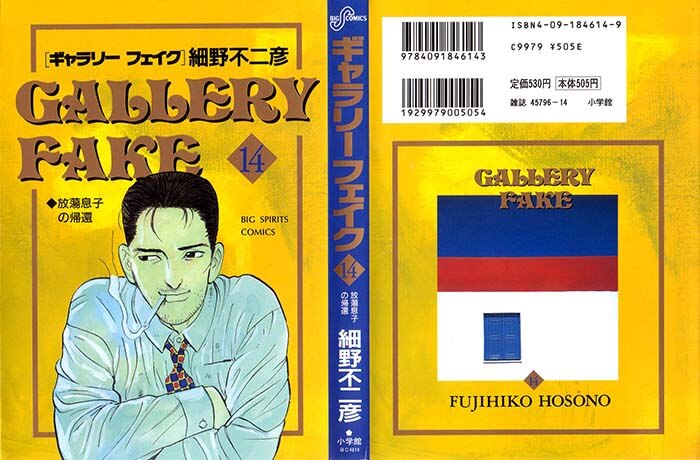 [ギャラリー フェイク] 細野不二彦
GALLERY
FAKE
14
◆放蕩息子
の帰還
BIG SPIRITS
COMICS
BIG COMICS
ギャラリーフェイク
14
放蕩息子
の帰還
細野不二彦
小学館
ISBN4-09-184614-9
C9979 ¥505E
9784091846143
1929979005054
定価530円 本体505円
雑誌 45796-14 小学館
GALLERY
FAKE
14
FUJIHIKO HOSONO